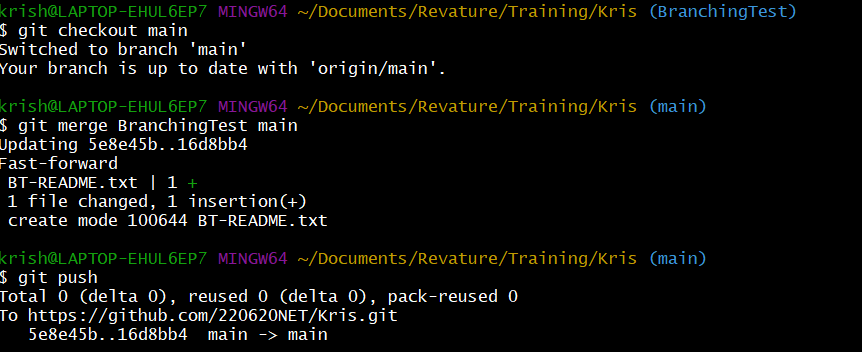 krish@LAPTOP-EHUL6EP7 MINGW64 ~/Documents/Revature/Training/Kris (BranchingTest)
$ git checkout main
Switched to branch 'main'
Your branch is up to date with 'origin/main'.
krish@LAPTOP-EHUL6EP7 MINGW64 ~/Documents/Revature/Training/Kris (main)
$ git merge BranchingTest main
Updating 5e8e45b..16d8bb4
Fast-forward
 BT-README.txt | 1 +
 1 file changed, 1 insertion(+)
 create mode 100644 BT-README.txt
krish@LAPTOP-EHUL6EP7 MINGW64 ~/Documents/Revature/Training/Kris (main)
$ git push
Total 0 (delta 0), reused 0 (delta 0), pack-reused 0
To https://github.com/220620NET/Kris.git
   5e8e45b..16d8bb4  main -> main